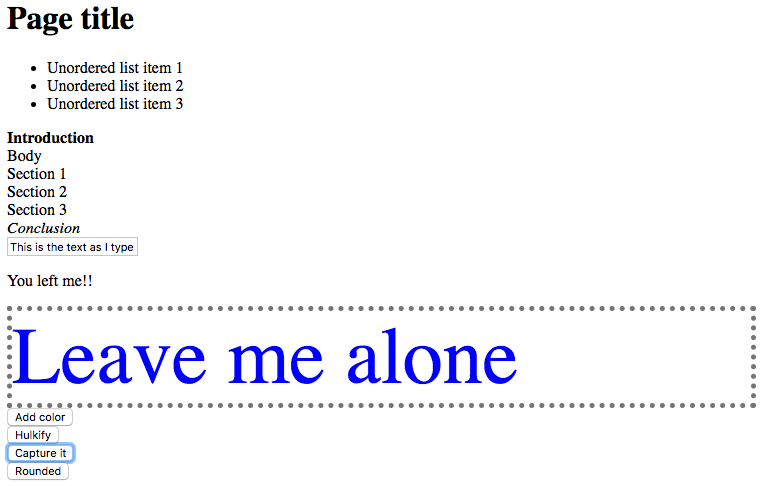 Page title
Unordered list item 1
Unordered list item 2
Unordered list item 3
Introduction
Body
Section 1
Section 2
Section 3
Conclusion
This is the text as I type
You left me!!
Leave me alone
Add color
Hulkify
Capture it
Rounded